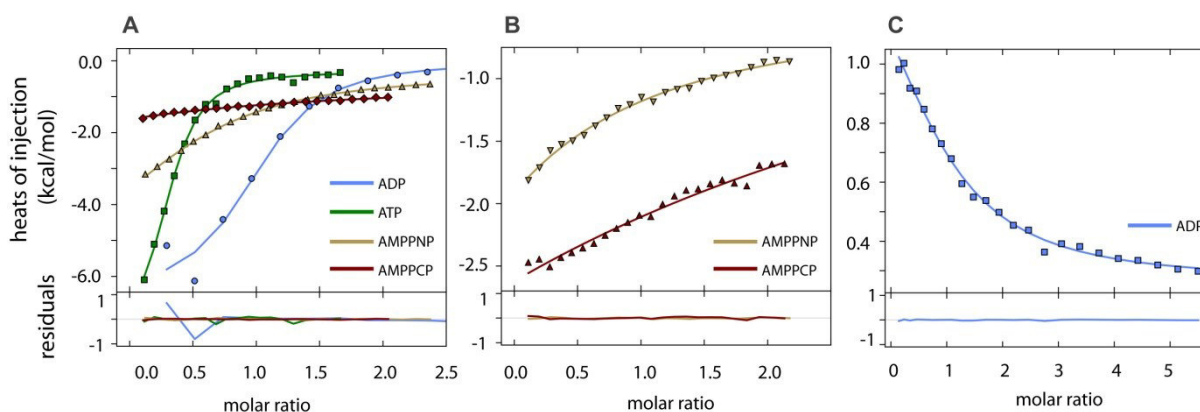 A
B
C
heats of injection
(kcal/mol)
0.0
-2.0
-4.0
-6.0
ADP
ATP
AMPPNP
AMPPCP
-1.0
-1.5
-2.0
-2.5
AMPPNP
AMPPCP
1.0
0.8
0.6
0.4
ADP
residuals
1
-1
1
-1
1
-1
0.0 0.5 1.0 1.5 2.0 2.5
0.0 0.5 1.0 1.5 2.0
0 1 2 3 4 5
molar ratio
molar ratio
molar ratio